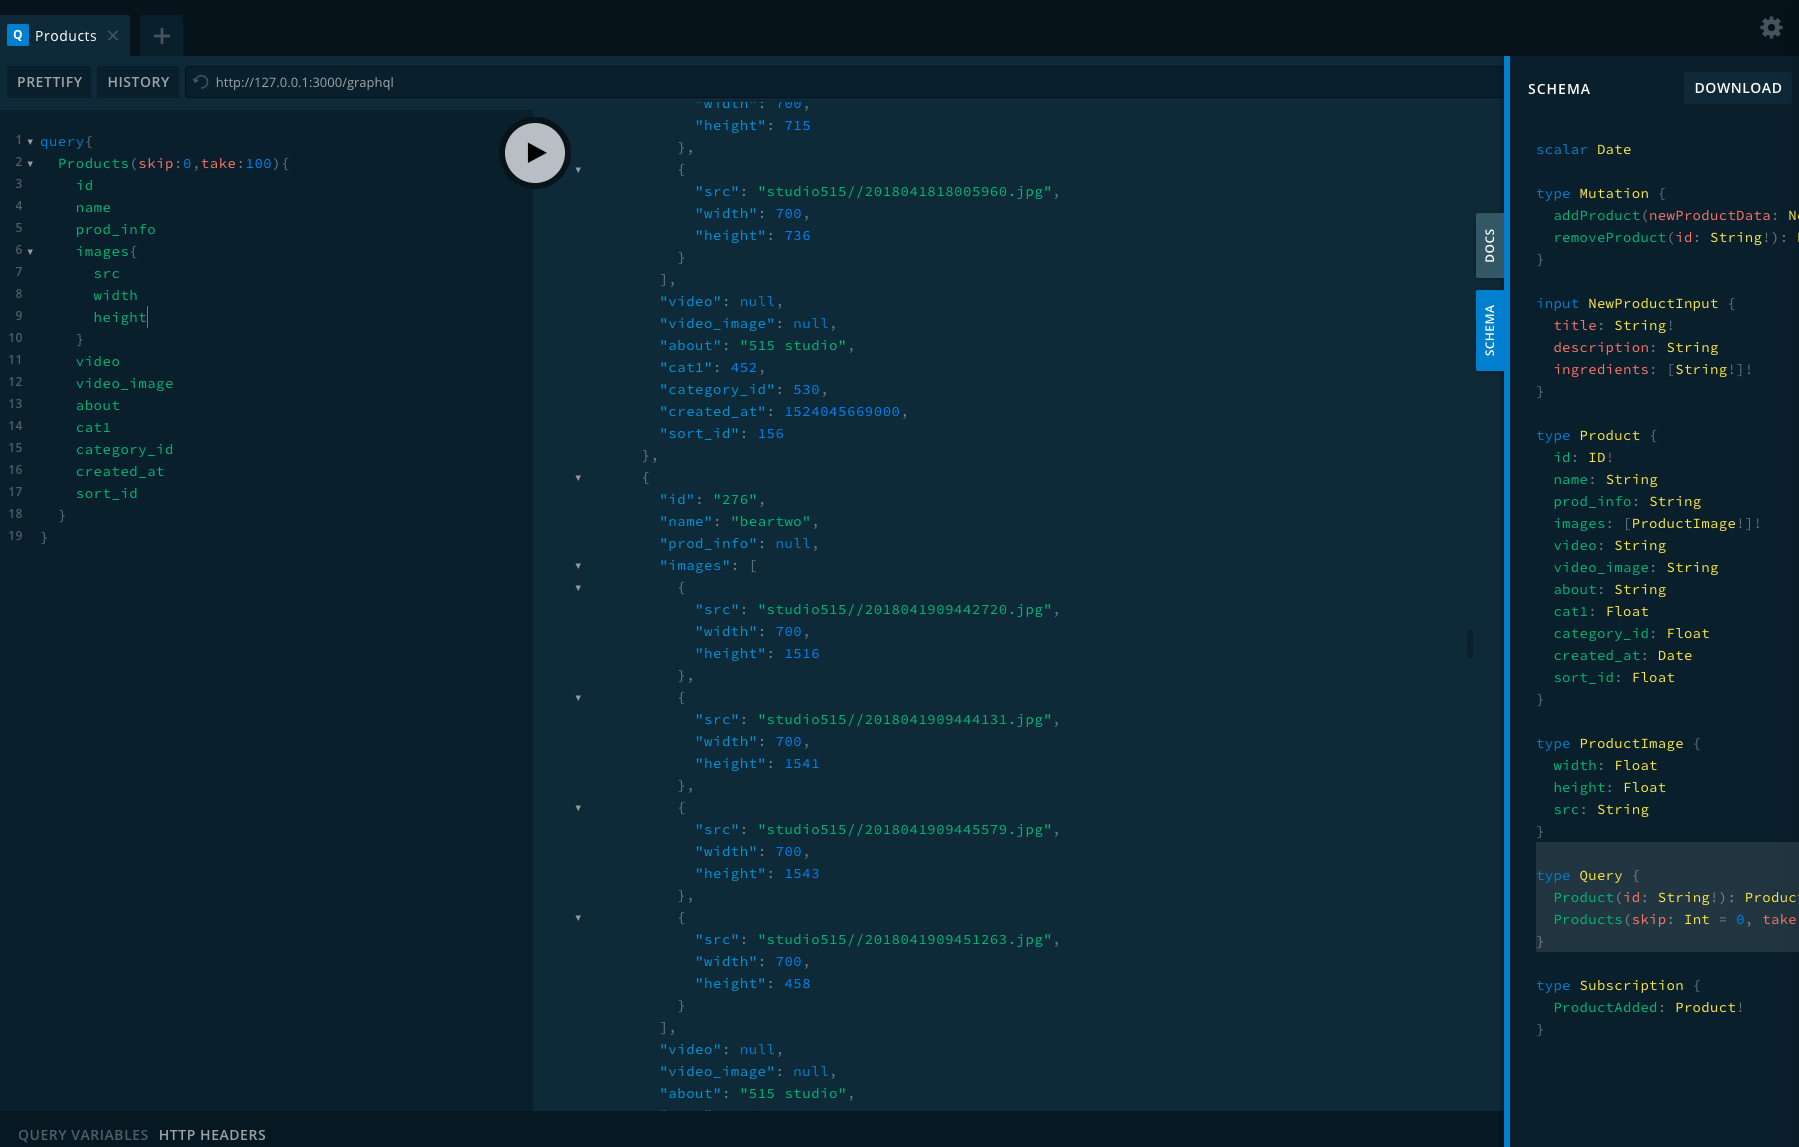 Q Products
PRETTIFY HISTORY http://127.0.0.1:3000/graphql
1 query{
2 Products(skip:0,take:100){
3 id
4 name
5 prod_info
6 images{
7 src
8 width
9 height
10 }
11 video
12 video_image
13 about
14 cat1
15 category_id
16 created_at
17 sort_id
18 }
19 }
"width": 700,
"height": 715
},
{
"src": "studio515//2018041818005960.jpg",
"width": 700,
"height": 736
}
],
"video": null,
"video_image": null,
"about": "515 studio",
"cat1": 452,
"category_id": 530,
"created_at": 1524045669000,
"sort_id": 156
},
{
"id": "276",
"name": "beartwo",
"prod_info": null,
"images": [
{
"src": "studio515//2018041909442720.jpg",
"width": 700,
"height": 1516
},
{
"src": "studio515//2018041909444131.jpg",
"width": 700,
"height": 1541
},
{
"src": "studio515//2018041909445579.jpg",
"width": 700,
"height": 1543
},
{
"src": "studio515//2018041909451263.jpg",
"width": 700,
"height": 458
}
],
"video": null,
"video_image": null,
"about": "515 studio",
DOCS
SCHEMA
SCHEMA DOWNLOAD
scalar Date
type Mutation {
addProduct(newProductData: N
removeProduct(id: String!):
}
input NewProductInput {
title: String!
description: String
ingredients: [String!]!
}
type Product {
id: ID!
name: String
prod_info: String
images: [ProductImage!]!
video: String
video_image: String
about: String
cat1: Float
category_id: Float
created_at: Date
sort_id: Float
}
type ProductImage {
width: Float
height: Float
src: String
}
type Query {
Product(id: String!): Produc
Products(skip: Int = 0, take
}
type Subscription {
ProductAdded: Product!
}
QUERY VARIABLES HTTP HEADERS